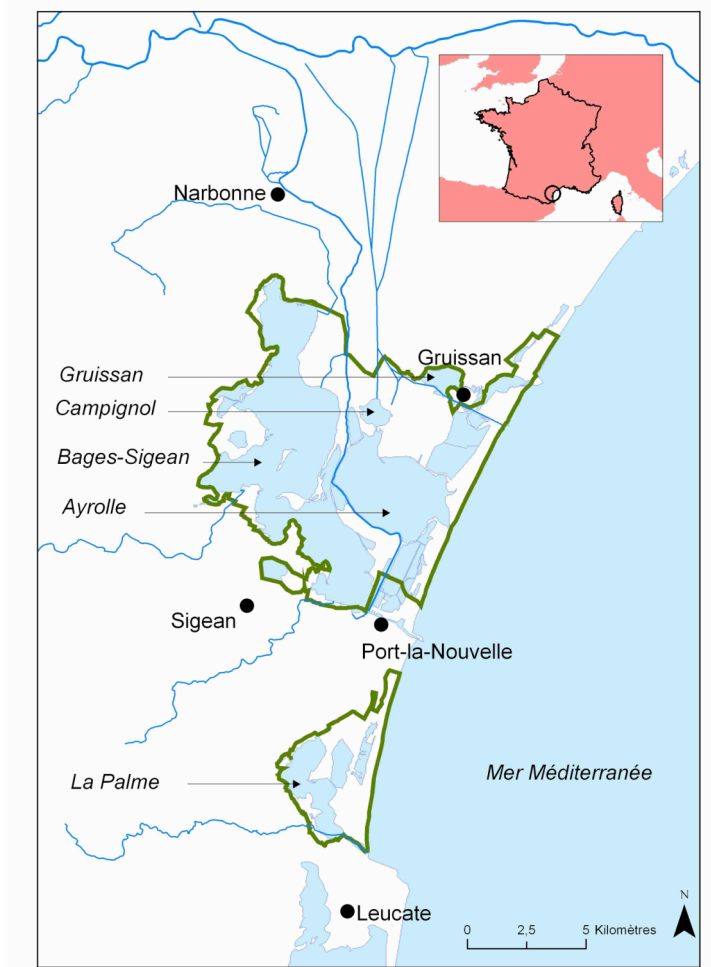 Narbonne
Gruissan
Gruissan
Campignol
Bages-Sigean
Ayrolle
Sigean
Port-la-Nouvelle
La Palme
Mer Méditerranée
Leucate
N
0 2,5 5 Kilomètres